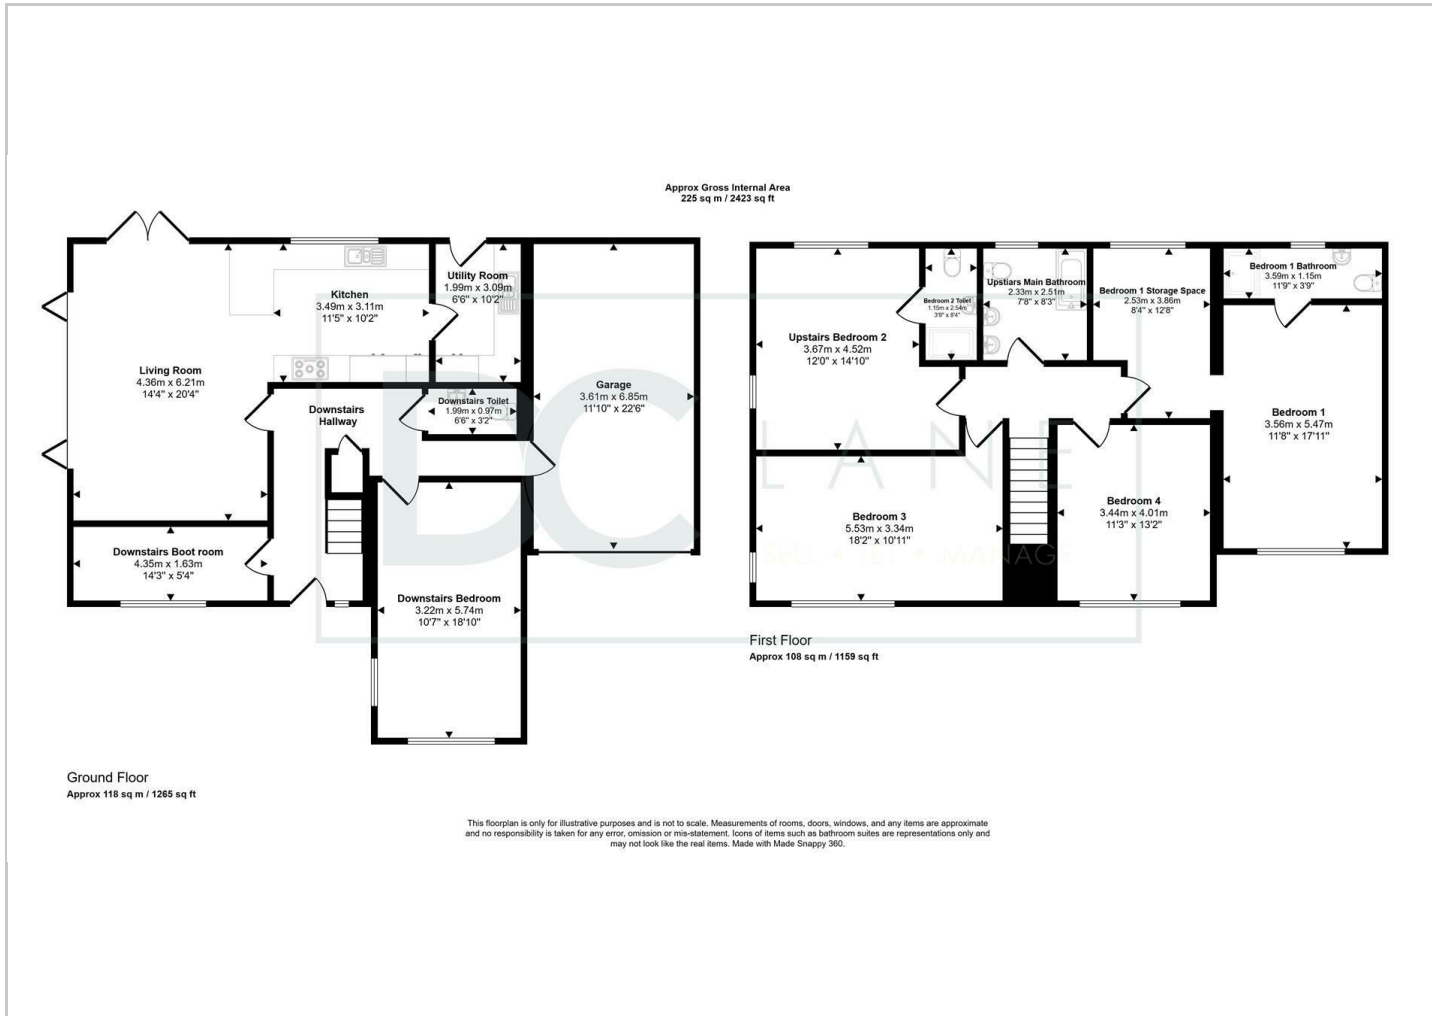 Approx Gross Internal Area
225 sq m / 2423 sq ft
Living Room
4.36m x 6.21m
14'4" x 20'4"
Kitchen
3.49m x 3.11m
11'5" x 10'2"
Utility Room
1.99m x 3.09m
6'6" x 10'2"
Garage
3.61m x 6.85m
11'10" x 22'6"
Downstairs
Hallway
Downstairs Toilet
1.99m x 0.97m
6'6" x 3'2"
Downstairs Boot room
4.35m x 1.63m
14'3" x 5'4"
Downstairs Bedroom
3.22m x 5.74m
10'7" x 18'10"
Ground Floor
Approx 118 sq m / 1265 sq ft
Upstairs Bedroom 2
3.67m x 4.52m
12'0" x 14'10"
Bedroom 2 Toilet
1.15m x 2.54m
3'9" x 8'4"
Upstiars Main Bathroom
2.33m x 2.51m
7'8" x 8'3"
Bedroom 1 Storage Space
2.53m x 3.86m
8'4" x 12'8"
Bedroom 1 Bathroom
3.59m x 1.15m
11'9" x 3'9"
Bedroom 1
3.56m x 5.47m
11'8" x 17'11"
Bedroom 3
5.53m x 3.34m
18'2" x 10'11"
Bedroom 4
3.44m x 4.01m
11'3" x 13'2"
First Floor
Approx 108 sq m / 1159 sq ft
DC LANE
SELL • LET • MANAGE
This floorplan is only for illustrative purposes and is not to scale. Measurements of rooms, doors, windows, and any items are approximate
and no responsibility is taken for any error, omission or mis-statement. Icons of items such as bathroom suites are representations only and
may not look like the real items. Made with Made Snappy 360.